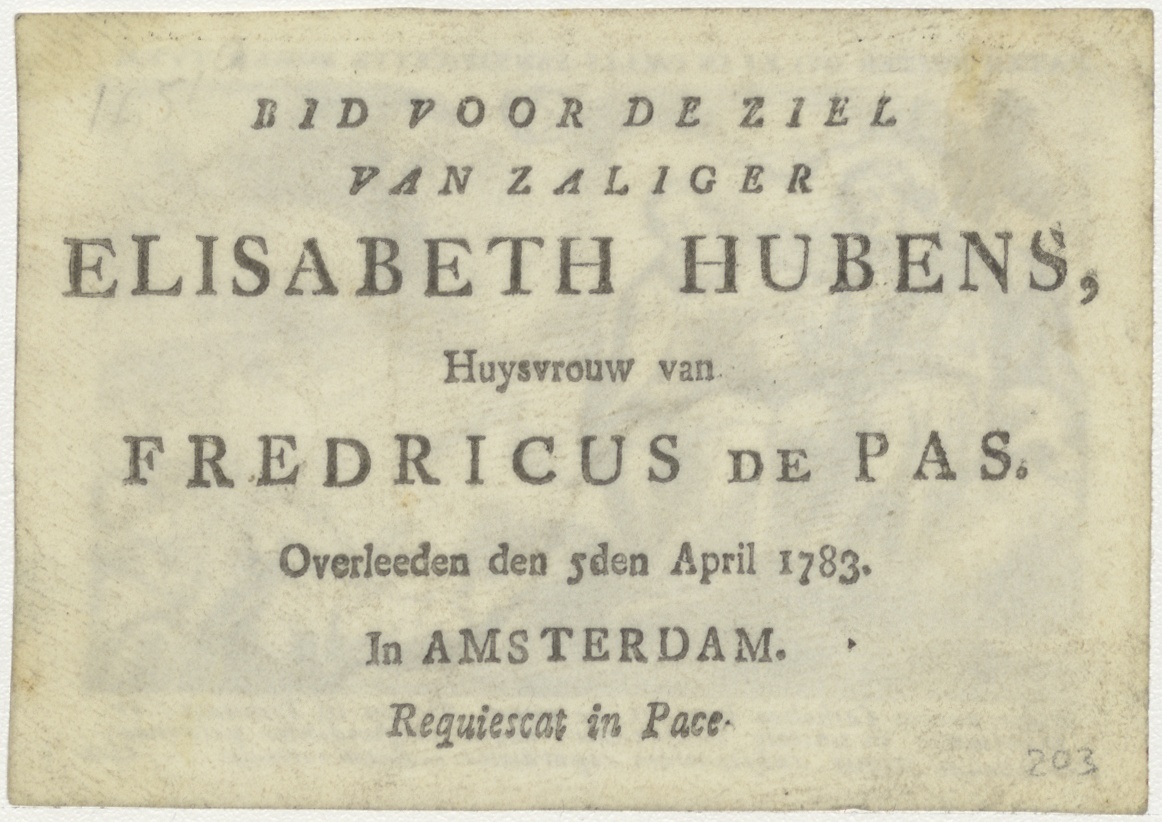 BID VOOR DE ZIEL
VAN ZALIGER
ELISABETH HUBENS,
Huysvrouw van
FREDRICUS DE PAS.
Overleeden den 5den April 1783.
In AMSTERDAM.
Requiescat in Pace.
203